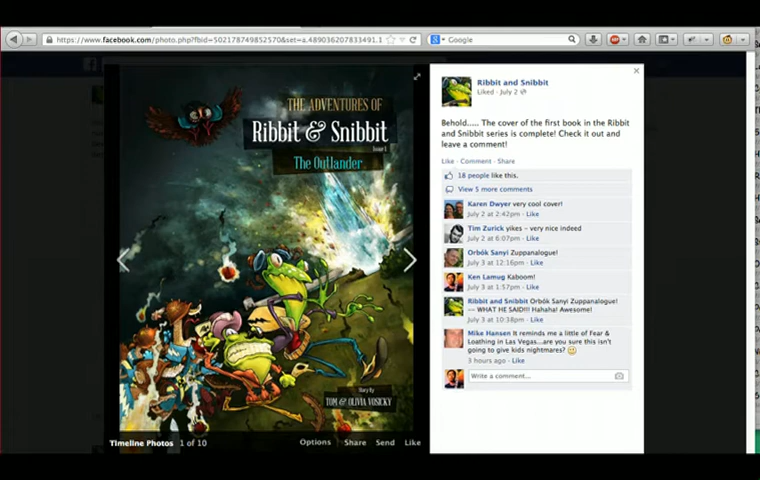 https://www.facebook.com/photo.php?fbid=502178749852570&set=a.489036207833491.1
Google
THE ADVENTURES OF
Ribbit & Snibbit
Issue 1
The Outlander
Story By
TOM & OLIVIA VOSICKY
Timeline Photos 1 of 10
Options Share Send Like
Ribbit and Snibbit
Liked · July 2
Behold..... The cover of the first book in the Ribbit
and Snibbit series is complete! Check it out and
leave a comment!
Like · Comment · Share
18 people like this.
View 5 more comments
Karen Dwyer very cool cover!
July 2 at 2:42pm · Like
Tim Zurick yikes - very nice indeed
July 2 at 6:07pm · Like
Orbók Sanyi Zuppanalogue!
July 3 at 12:16pm · Like
Ken Lamug Kaboom!
July 3 at 1:57pm · Like
Ribbit and Snibbit Orbók Sanyi Zuppanalogue!
-- WHAT HE SAID!!! Hahaha! Awesome!
July 3 at 10:38pm · Like
Mike Hansen It reminds me a little of Fear &
Loathing in Las Vegas...are you sure this isn't
going to give kids nightmares?
3 hours ago · Like
Write a comment...